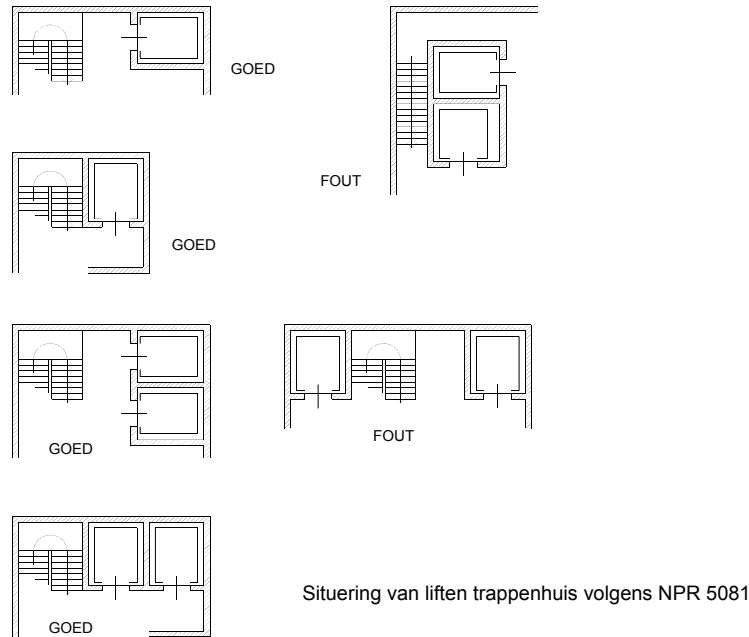 GOED
FOUT
GOED
GOED
FOUT
GOED
Situering van liften trappenhuis volgens NPR 5081